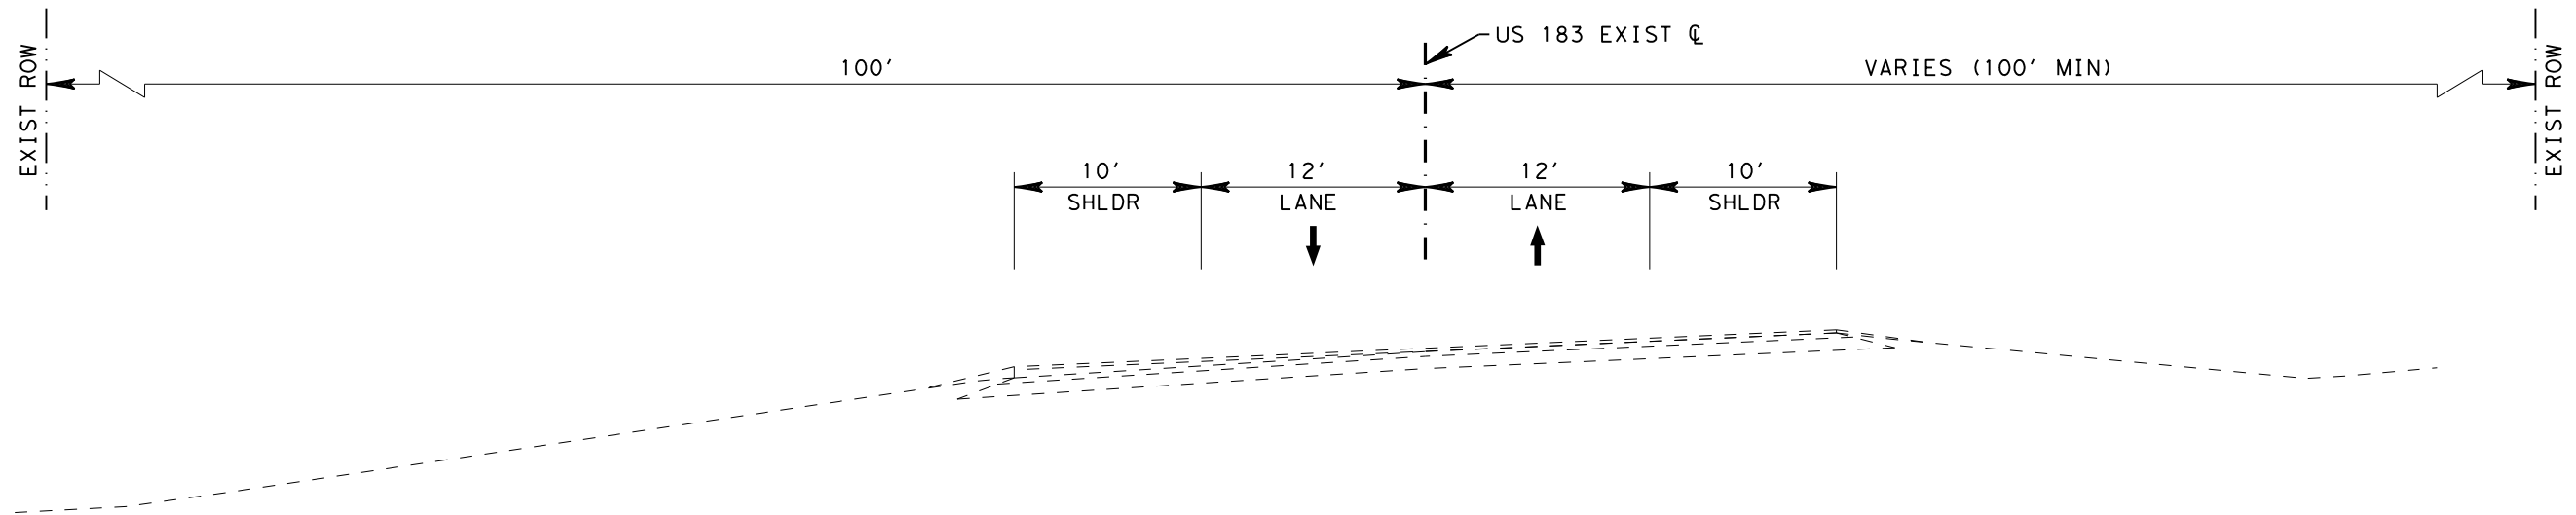 US 183 EXIST ℄
EXIST ROW
100'
VARIES (100' MIN)
EXIST ROW
10'
12'
12'
10'
SHLDR
LANE
LANE
SHLDR